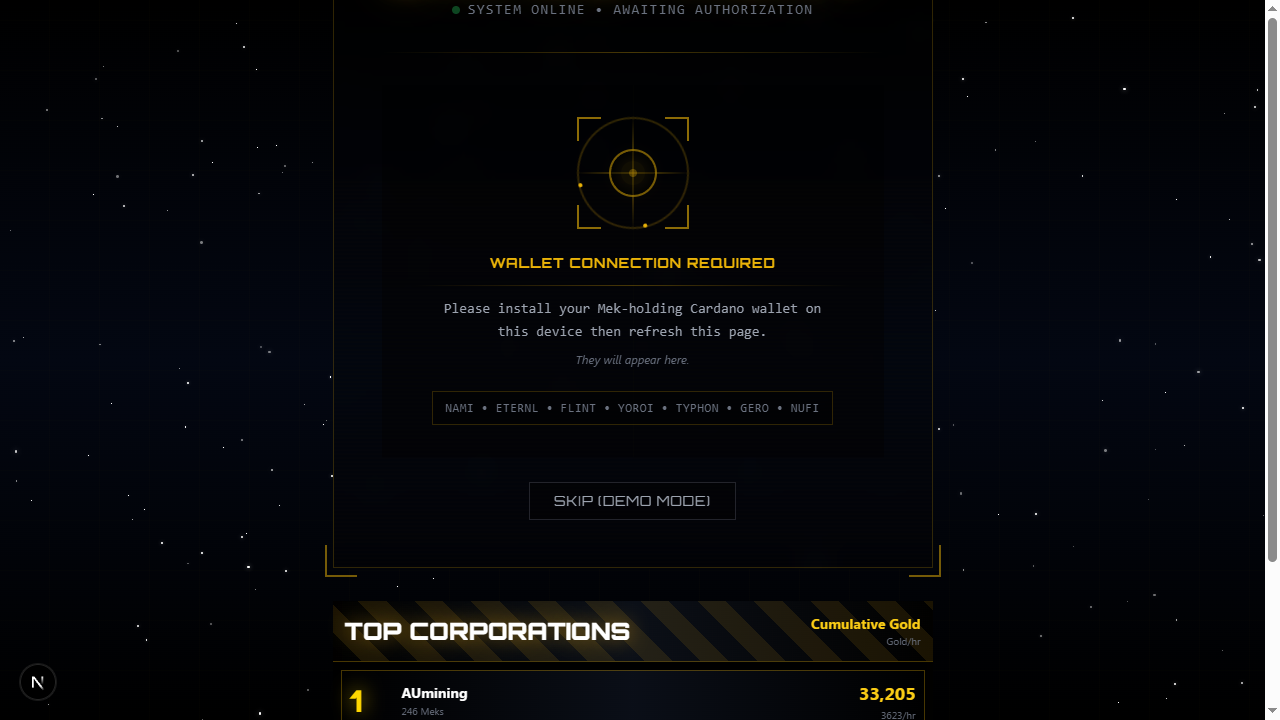 SYSTEM ONLINE • AWAITING AUTHORIZATION
WALLET CONNECTION REQUIRED
Please install your Mek-holding Cardano wallet on
this device then refresh this page.
They will appear here.
NAMI • ETERNL • FLINT • YOROI • TYPHON • GERO • NUFI
SKIP (DEMO MODE)
TOP CORPORATIONS
Cumulative Gold
Gold/hr
1
AUmining
33,205
246 Meks
3623/hr
N